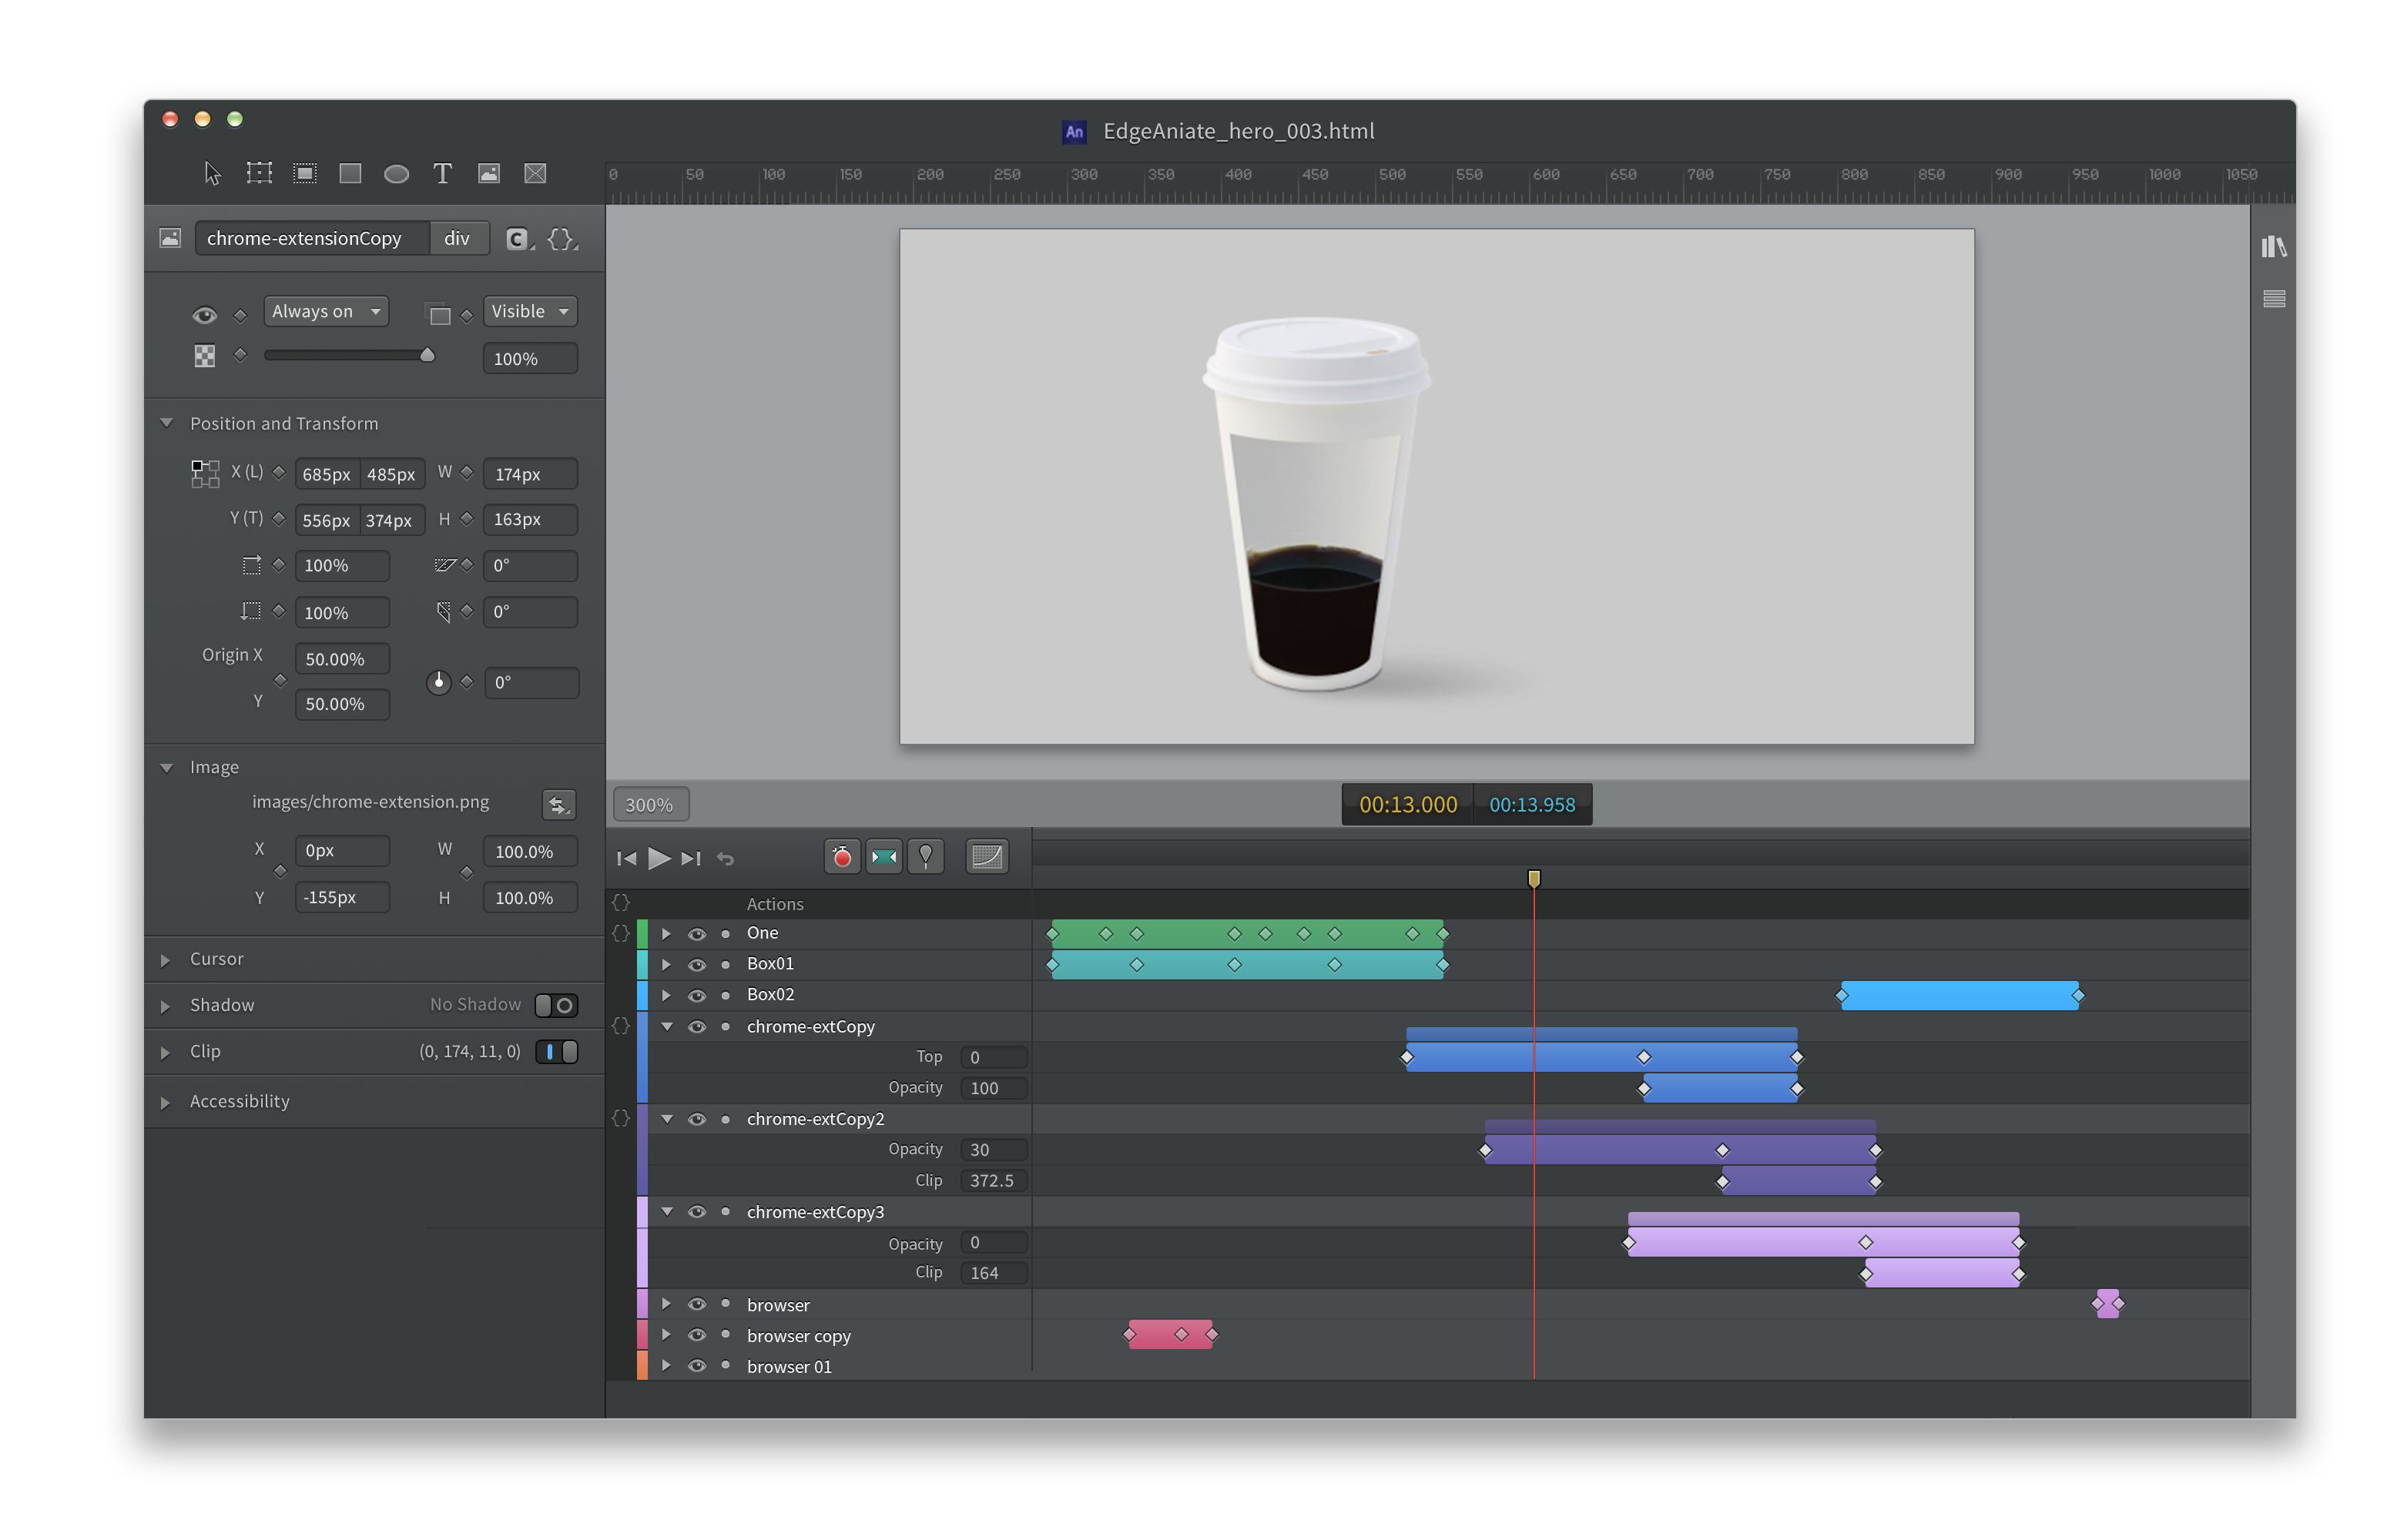 An EdgeAniate_hero_003.html
T
0 50 100 150 200 250 300 350 400 450 500 550 600 650 700 750 800 850 900 950 1000 1050
chrome-extensionCopy div C {}
Always on Visible
100%
Position and Transform
X (L) 685px 485px W 174px
Y (T) 556px 374px H 163px
100% 0°
100% 0°
Origin X 50.00%
0°
Y 50.00%
Image
images/chrome-extension.png
X 0px W 100.0%
Y -155px H 100.0%
Cursor
Shadow No Shadow
Clip (0, 174, 11, 0)
Accessibility
300% 00:13.000 00:13.958
{} Actions
{} One
Box01
Box02
{} chrome-extCopy
Top 0
Opacity 100
{} chrome-extCopy2
Opacity 30
Clip 372.5
chrome-extCopy3
Opacity 0
Clip 164
browser
browser copy
browser 01